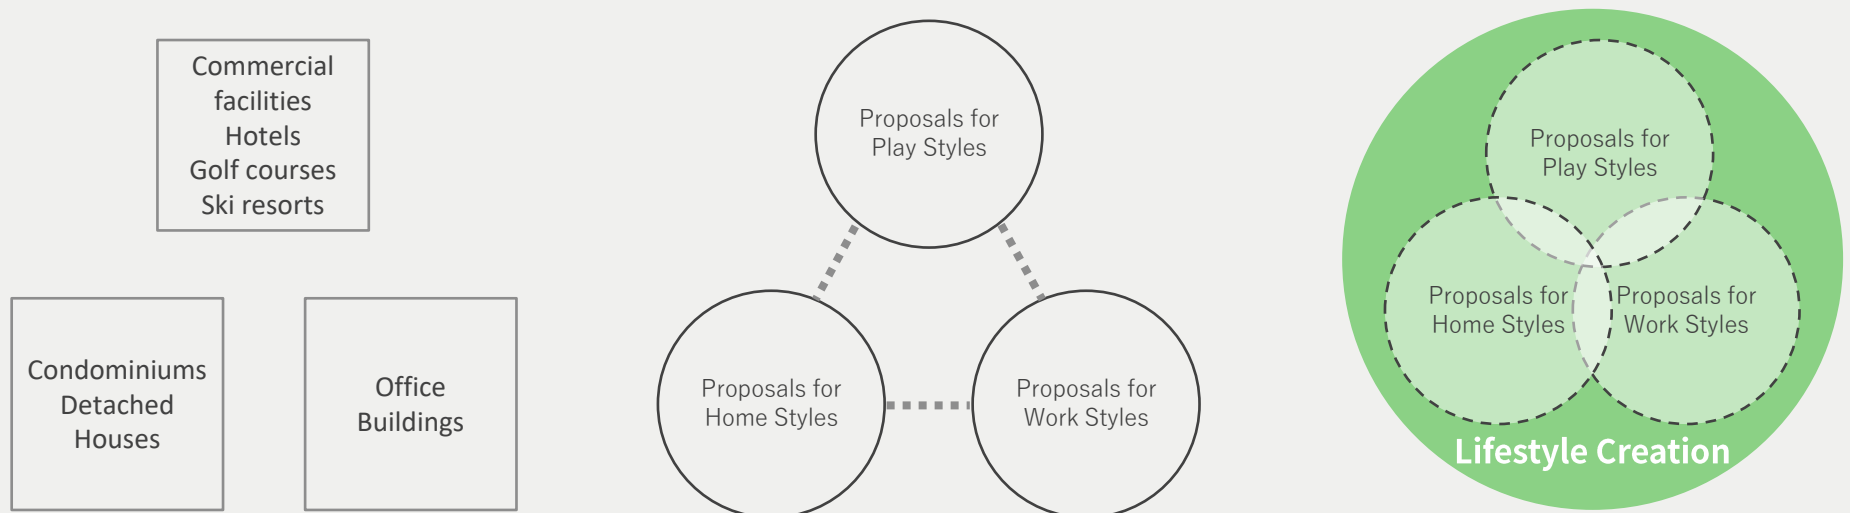 Commercial
facilities
Hotels
Golf courses
Ski resorts
Condominiums
Detached
Houses
Office
Buildings
Proposals for
Play Styles
Proposals for
Home Styles
Proposals for
Work Styles
Proposals for
Play Styles
Proposals for
Home Styles
Proposals for
Work Styles
Lifestyle Creation